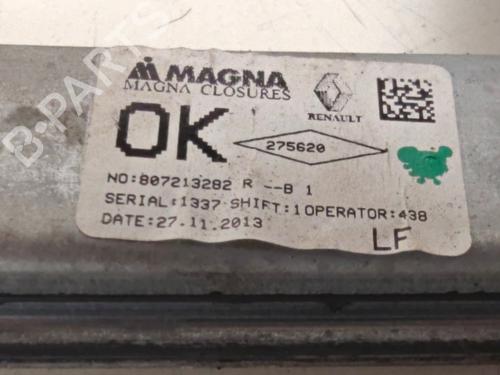 MAGNA
MAGNA CLOSURES
RENAULT
OK
275620
NO:807213282 R --B 1
SERIAL:1337 SHIFT:1 OPERATOR:438
DATE:27.11.2013
LF
B-PARTS